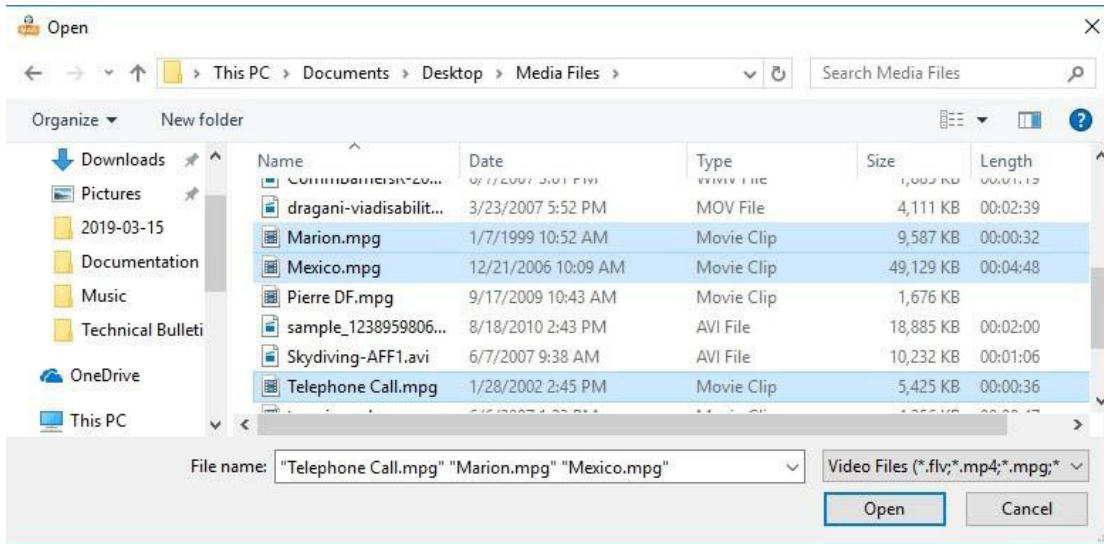 Open
This PC > Documents > Desktop > Media Files >
Search Media Files
Organize
New folder
Downloads
Pictures
2019-03-15
Documentation
Music
Technical Bulleti
OneDrive
This PC
Name Date Type Size Length
dragani-viadisabilit... 3/23/2007 5:52 PM MOV File 4,111 KB 00:02:39
Marion.mpg 1/7/1999 10:52 AM Movie Clip 9,587 KB 00:00:32
Mexico.mpg 12/21/2006 10:09 AM Movie Clip 49,129 KB 00:04:48
Pierre DF.mpg 9/17/2009 10:43 AM Movie Clip 1,676 KB
sample_1238959806... 8/18/2010 2:43 PM AVI File 18,885 KB 00:02:00
Skydiving-AFF1.avi 6/7/2007 9:38 AM AVI File 10,232 KB 00:01:06
Telephone Call.mpg 1/28/2002 2:45 PM Movie Clip 5,425 KB 00:00:36
File name: "Telephone Call.mpg" "Marion.mpg" "Mexico.mpg"
Video Files (*.flv;*.mp4;*.mpg;*
Open
Cancel